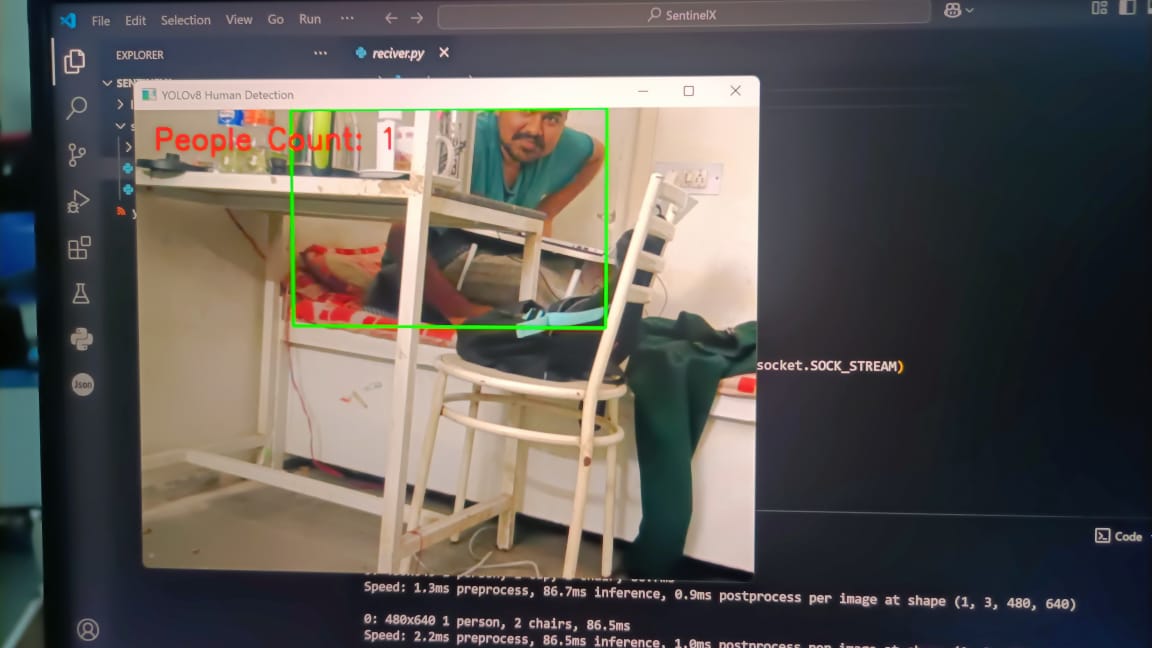 File Edit Selection View Go Run ... SentinelX
EXPLORER ... reciver.py
YOLOv8 Human Detection
People Count: 1
socket.SOCK_STREAM)
Code
Speed: 1.3ms preprocess, 86.7ms inference, 0.9ms postprocess per image at shape (1, 3, 480, 640)
0: 480x640 1 person, 2 chairs, 86.5ms
Speed: 2.2ms preprocess, 86.5ms inference, 1.0ms postprocess per image at shape
Json